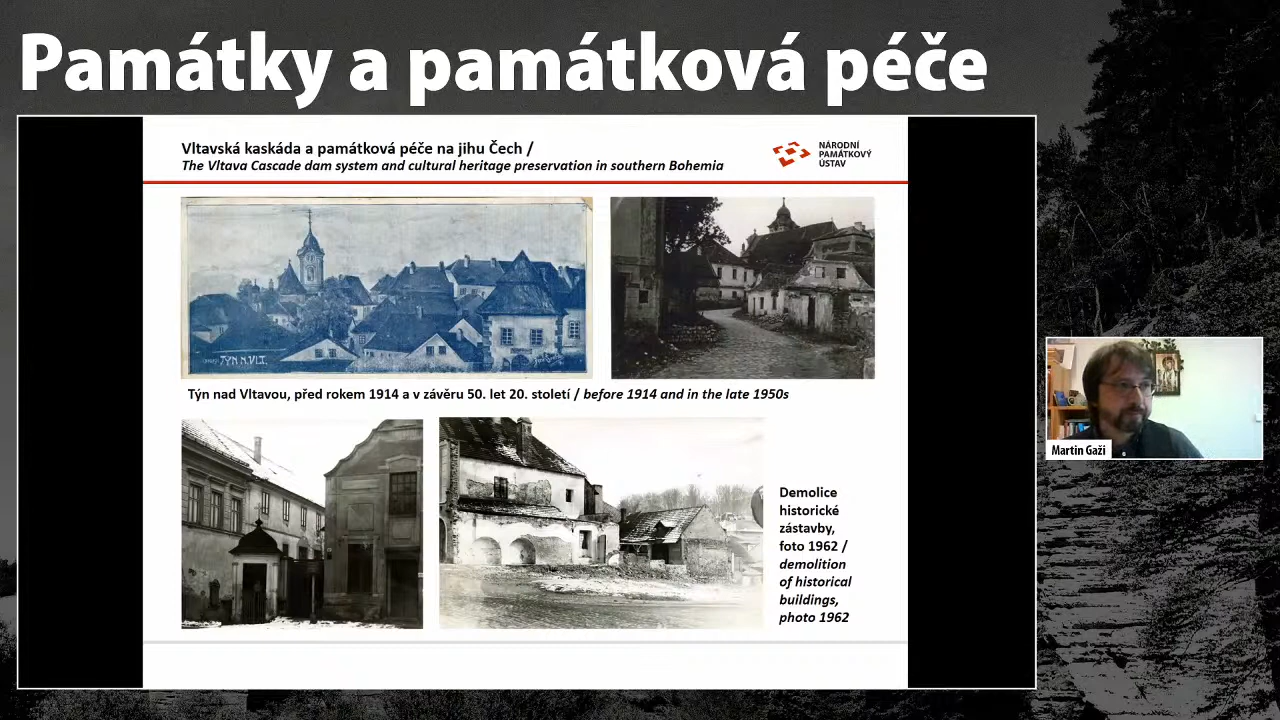 Památky a památková péče
Vltavská kaskáda a památková péče na jihu Čech /
The Vltava Cascade dam system and cultural heritage preservation in southern Bohemia
NÁRODNÍ
PAMÁTKOVÝ
ÚSTAV
TÝN N. VLT.
Týn nad Vltavou, před rokem 1914 a v závěru 50. let 20. století / before 1914 and in the late 1950s
Martin Gaži
Demolice
historické
zástavby,
foto 1962 /
demolition
of historical
buildings,
photo 1962